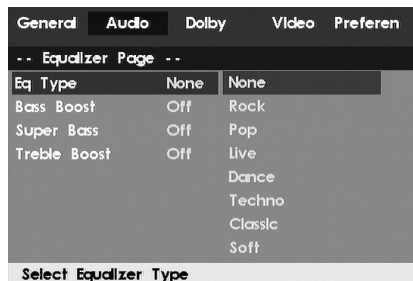 General Audio Dolby Video Preferen
-- Equalizer Page --
Eq Type None None
Bass Boost Off Rock
Super Bass Off Pop
Treble Boost Off Live
Dance
Techno
Classic
Soft
Select Equalizer Type